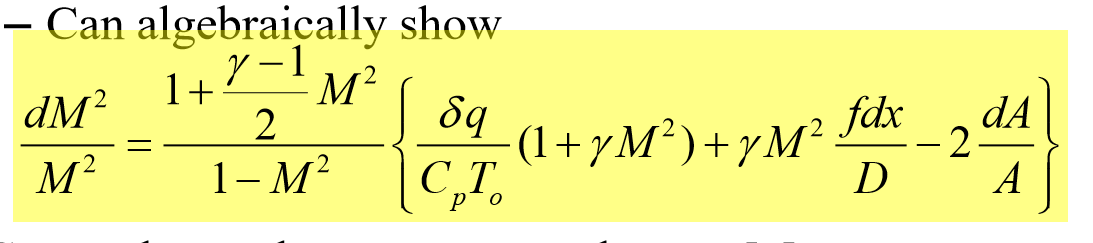 – Can algebraically show
dM²/M² = (1 + (γ − 1)/2 M²)/(1 − M²) { δq/(C_p T_o) (1 + γM²) + γM² fdx/D − 2 dA/A }